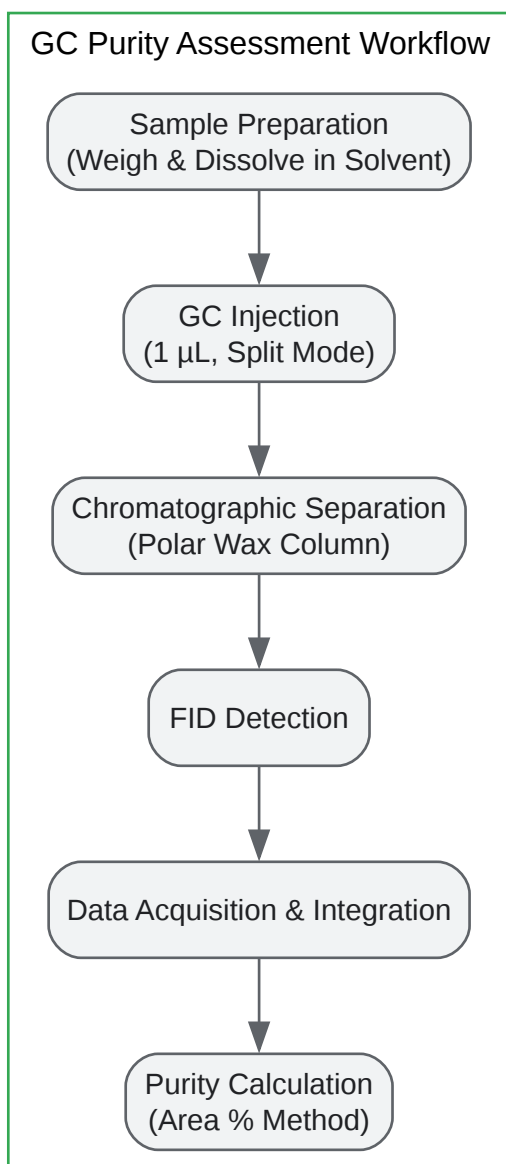 GC Purity Assessment Workflow
Sample Preparation
(Weigh & Dissolve in Solvent)
GC Injection
(1 µL, Split Mode)
Chromatographic Separation
(Polar Wax Column)
FID Detection
Data Acquisition & Integration
Purity Calculation
(Area % Method)